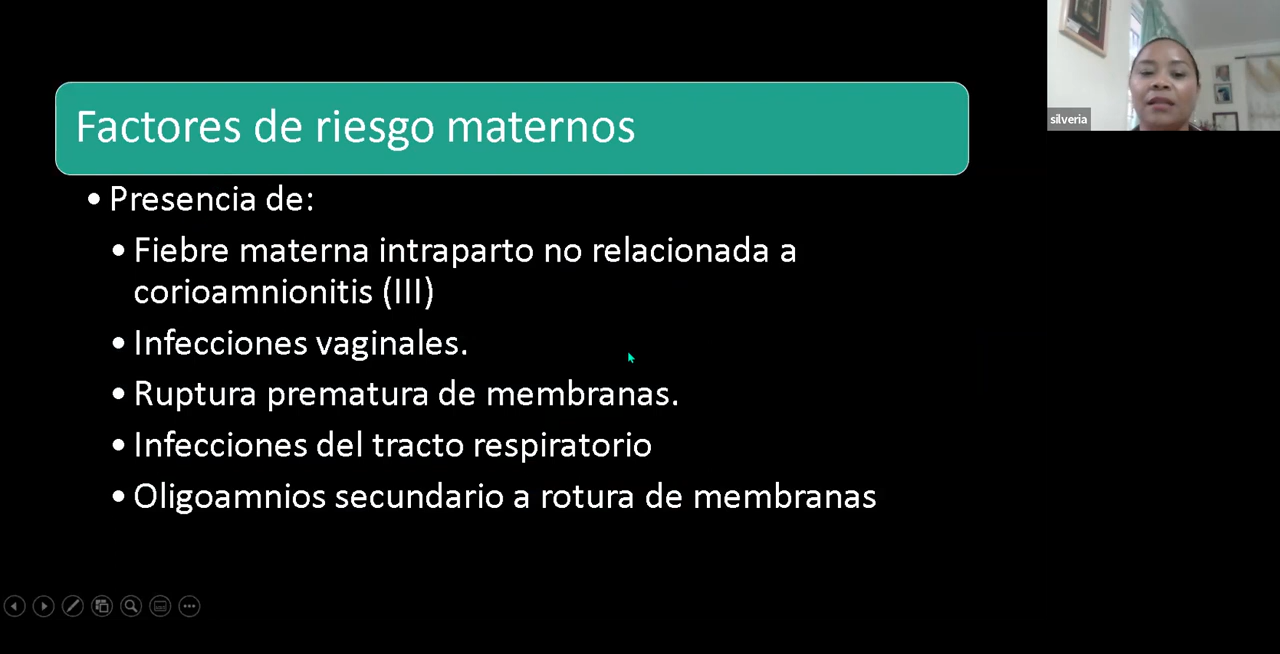 Factores de riesgo maternos
• Presencia de:
• Fiebre materna intraparto no relacionada a
corioamnionitis (III)
• Infecciones vaginales.
• Ruptura prematura de membranas.
• Infecciones del tracto respiratorio
• Oligoamnios secundario a rotura de membranas
silveria